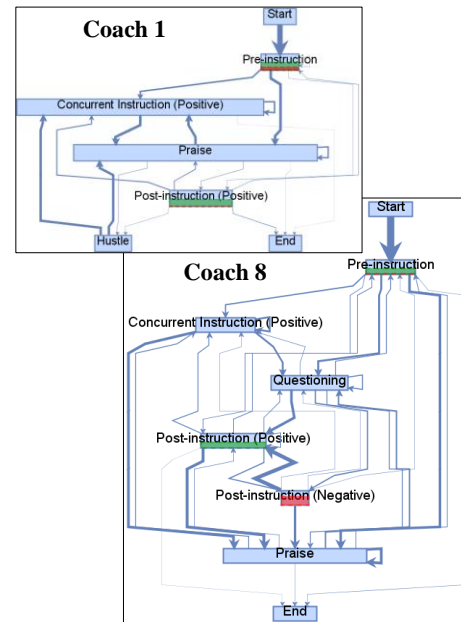 Coach 1
Start
Pre-instruction
Concurrent Instruction (Positive)
Praise
Post-instruction (Positive)
Hustle
End
Coach 8
Start
Pre-instruction
Concurrent Instruction (Positive)
Questioning
Post-instruction (Positive)
Post-instruction (Negative)
Praise
End